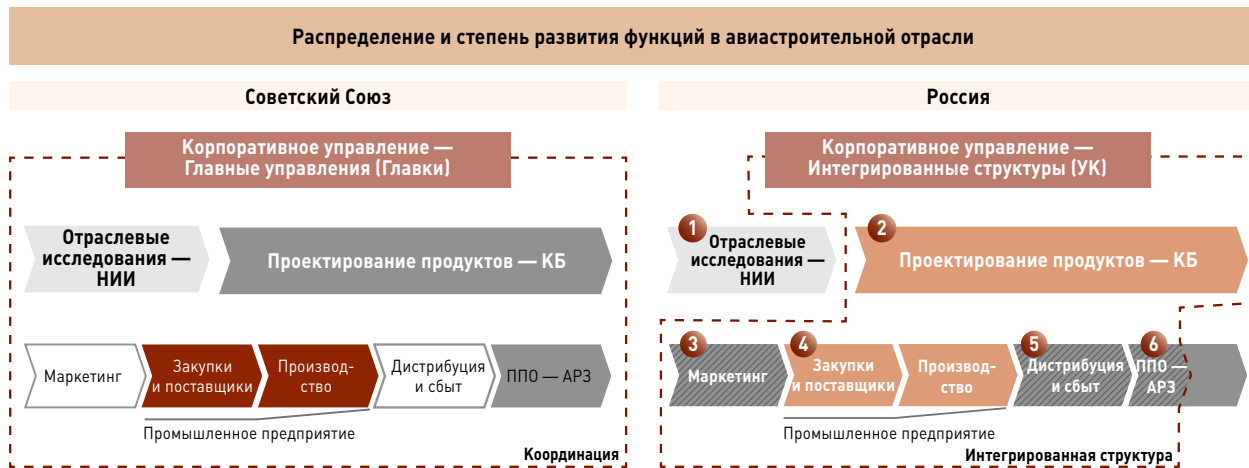 Распределение и степень развития функций в авиастроительной отрасли
Советский Союз
Корпоративное управление —
Главные управления (Главки)
Отраслевые
исследования —
НИИ
Проектирование продуктов — КБ
Маркетинг
Закупки
и поставщики
Производ-
ство
Дистрибуция
и сбыт
ППО — АРЗ
Промышленное предприятие
Координация
Россия
Корпоративное управление —
Интегрированные структуры (УК)
1
Отраслевые
исследования —
НИИ
2
Проектирование продуктов — КБ
3
Маркетинг
4
Закупки
и поставщики
Производ-
ство
5
Дистрибуция
и сбыт
6
ППО —
АРЗ
Промышленное предприятие
Интегрированная структура